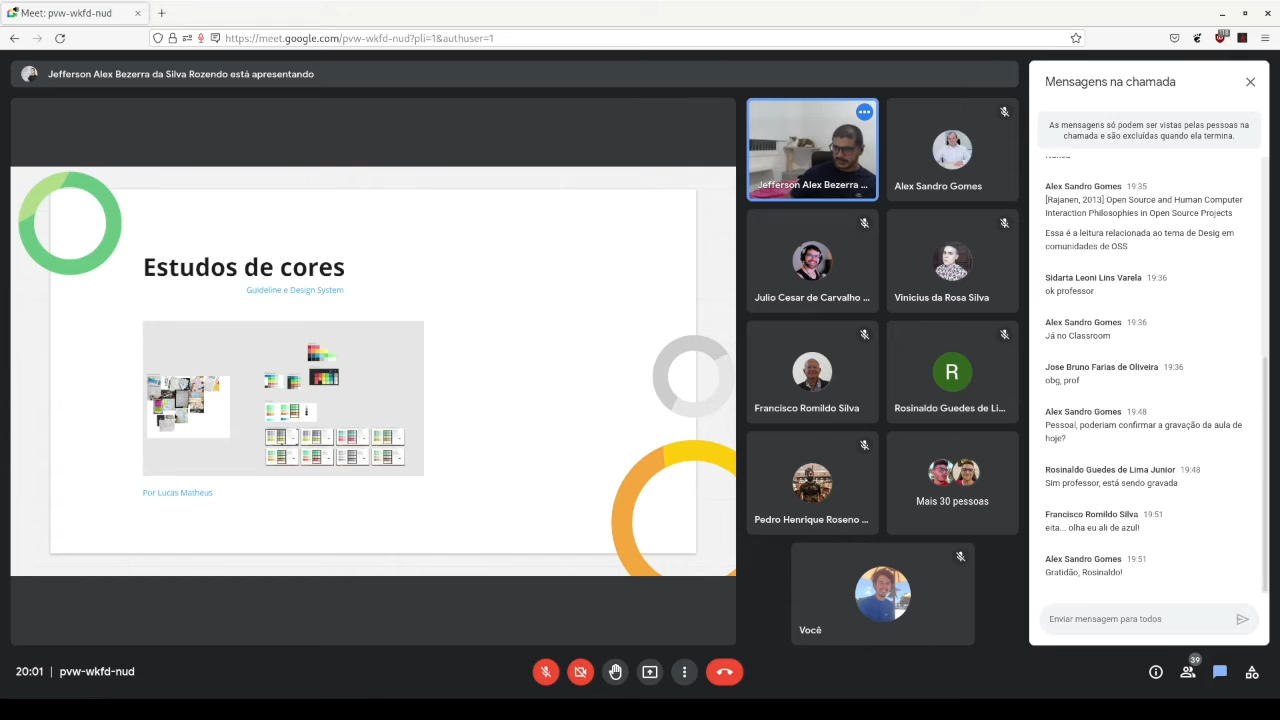 Meet: pvw-wkfd-nud
https://meet.google.com/pvw-wkfd-nud?pli=1&authuser=1
Jefferson Alex Bezerra da Silva Rozendo está apresentando
Estudos de cores
Guideline e Design System
Por Lucas Matheus
Jefferson Alex Bezerra ...
Alex Sandro Gomes
Julio Cesar de Carvalho ...
Vinicius da Rosa Silva
Francisco Romildo Silva
R
Rosinaldo Guedes de Li...
Pedro Henrique Roseno ...
Mais 30 pessoas
Você
Mensagens na chamada
As mensagens só podem ser vistas pelas pessoas na
chamada e são excluídas quando ela termina.
Alex Sandro Gomes 19:35
[Rajanen, 2013] Open Source and Human Computer
Interaction Philosophies in Open Source Projects
Essa é a leitura relacionada ao tema de Desig em
comunidades de OSS
Sidarta Leoni Lins Varela 19:36
ok professor
Alex Sandro Gomes 19:36
Já no Classroom
Jose Bruno Farias de Oliveira 19:36
obg, prof
Alex Sandro Gomes 19:48
Pessoal, poderiam confirmar a gravação da aula de
hoje?
Rosinaldo Guedes de Lima Junior 19:48
Sim professor, está sendo gravada
Francisco Romildo Silva 19:51
eita... olha eu ali de azul!
Alex Sandro Gomes 19:51
Gratidão, Rosinaldo!
Enviar mensagem para todos
20:01 | pvw-wkfd-nud
39